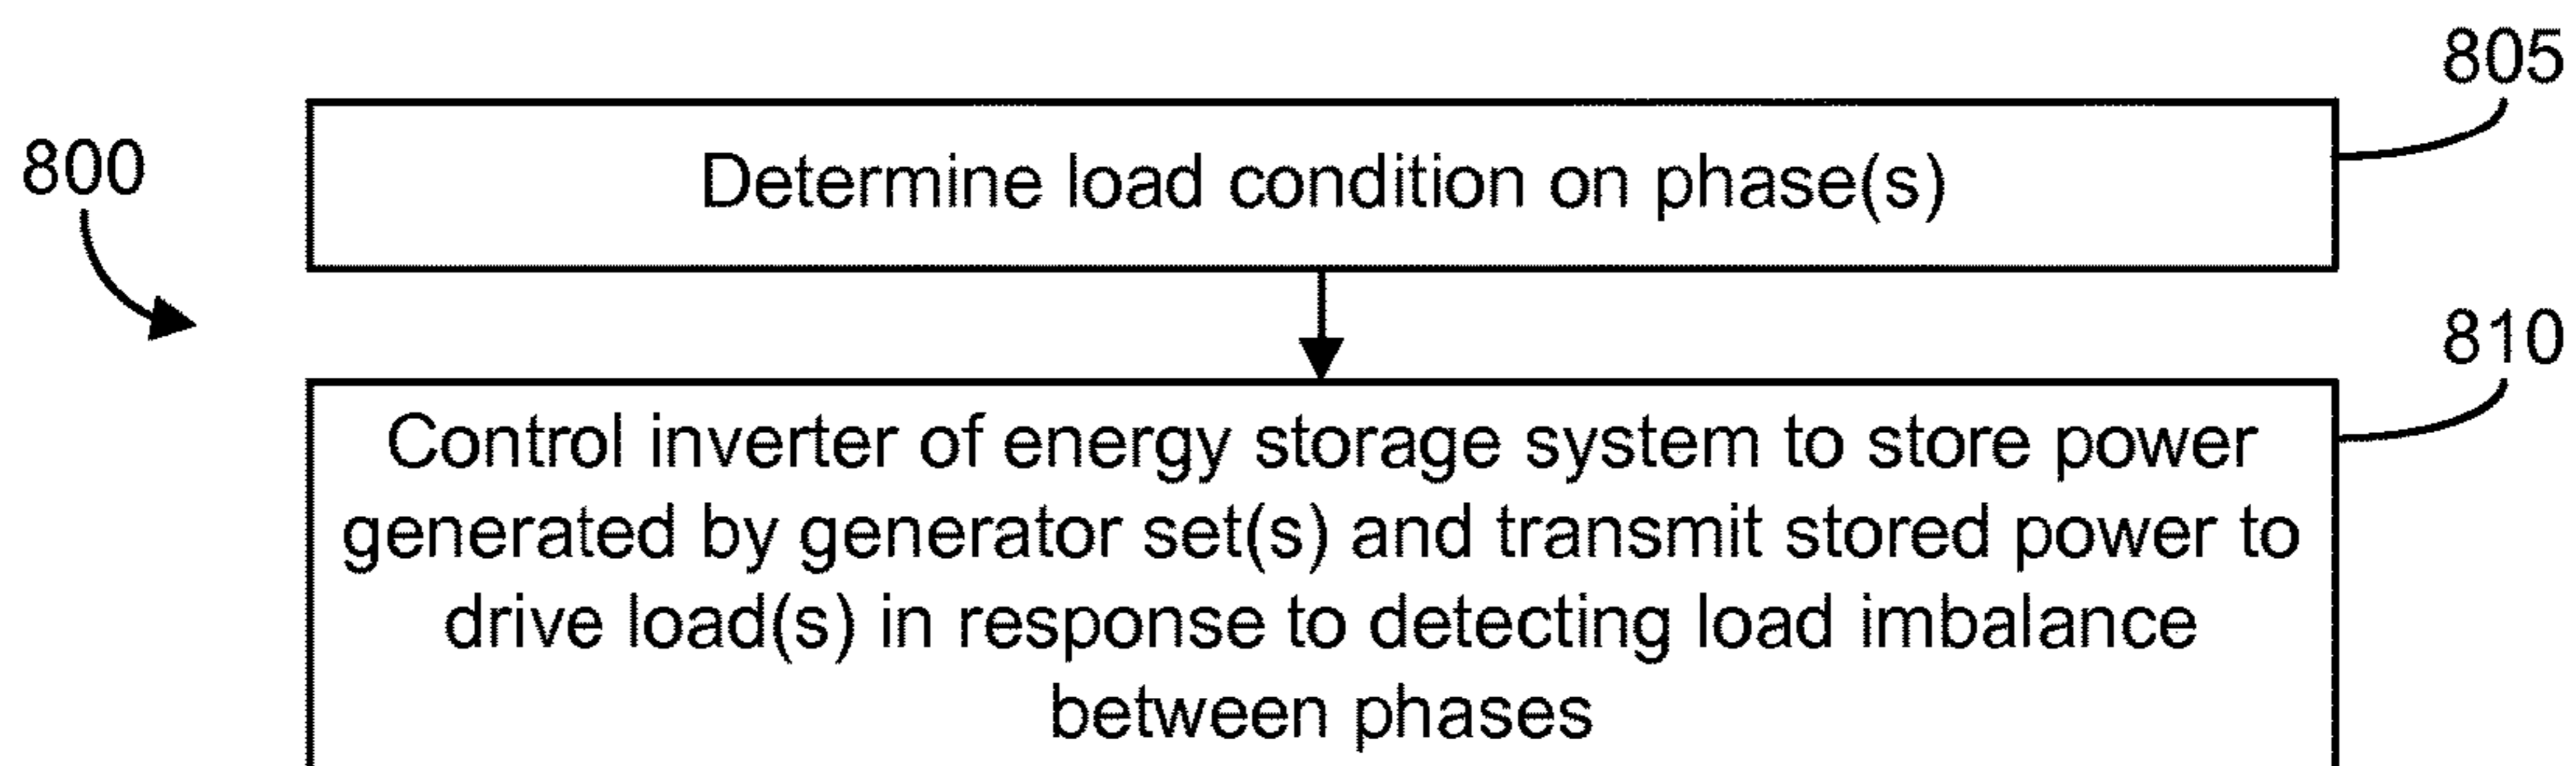 805
800
Determine load condition on phase(s)
810
Control inverter of energy storage system to store power
generated by generator set(s) and transmit stored power to
drive load(s) in response to detecting load imbalance
between phases